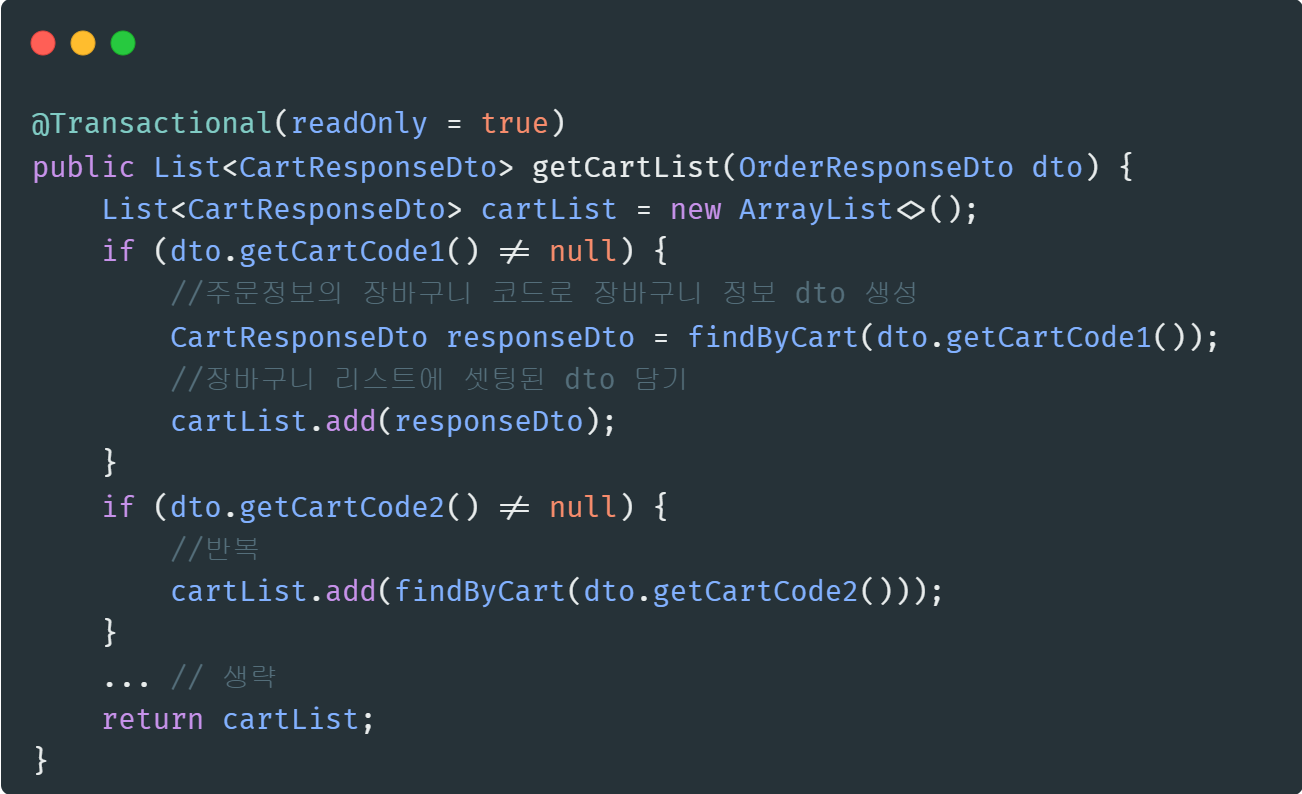 @Transactional(readOnly = true)
public List<CartResponseDto> getCartList(OrderResponseDto dto) {
    List<CartResponseDto> cartList = new ArrayList<>();
    if (dto.getCartCode1() != null) {
        //주문정보의 장바구니 코드로 장바구니 정보 dto 생성
        CartResponseDto responseDto = findByCart(dto.getCartCode1());
        //장바구니 리스트에 셋팅된 dto 담기
        cartList.add(responseDto);
    }
    if (dto.getCartCode2() != null) {
        //반복
        cartList.add(findByCart(dto.getCartCode2()));
    }
    ... // 생략
    return cartList;
}